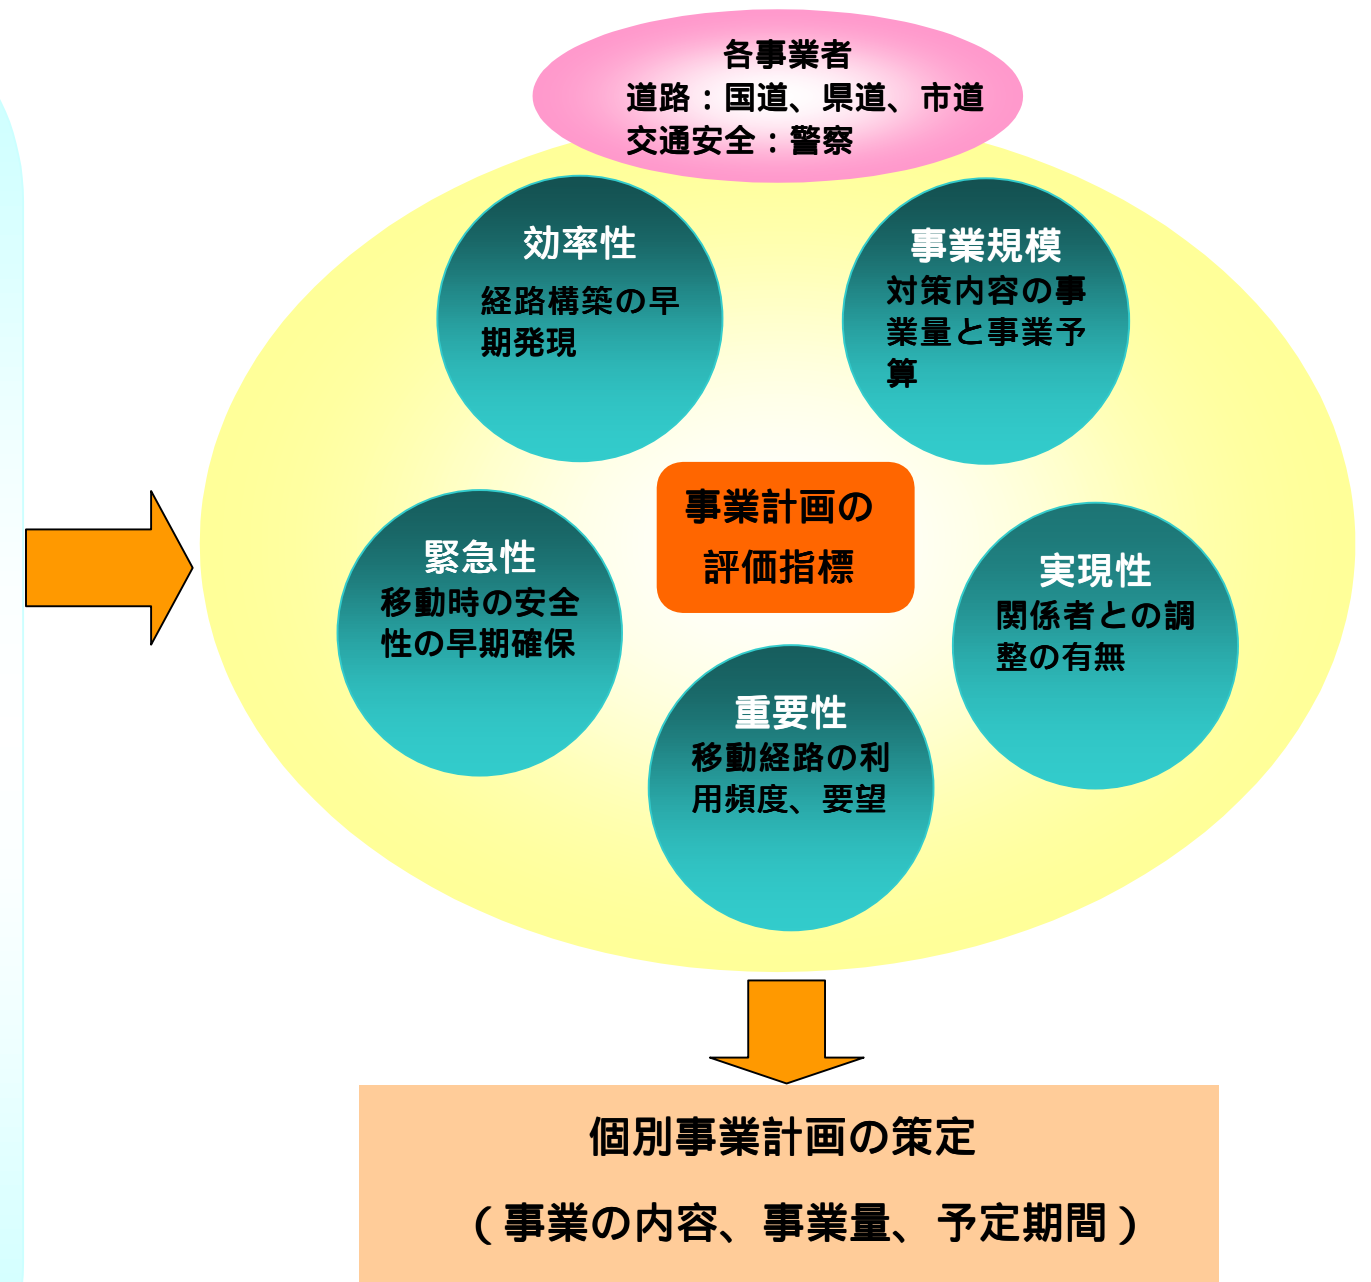 各事業者
道路：国道、県道、市道
交通安全：警察
効率性
経路構築の早
期発現
事業規模
対策内容の事
業量と事業予
算
事業計画の
評価指標
緊急性
移動時の安全
性の早期確保
実現性
関係者との調
整の有無
重要性
移動経路の利
用頻度、要望
個別事業計画の策定
（事業の内容、事業量、予定期間）